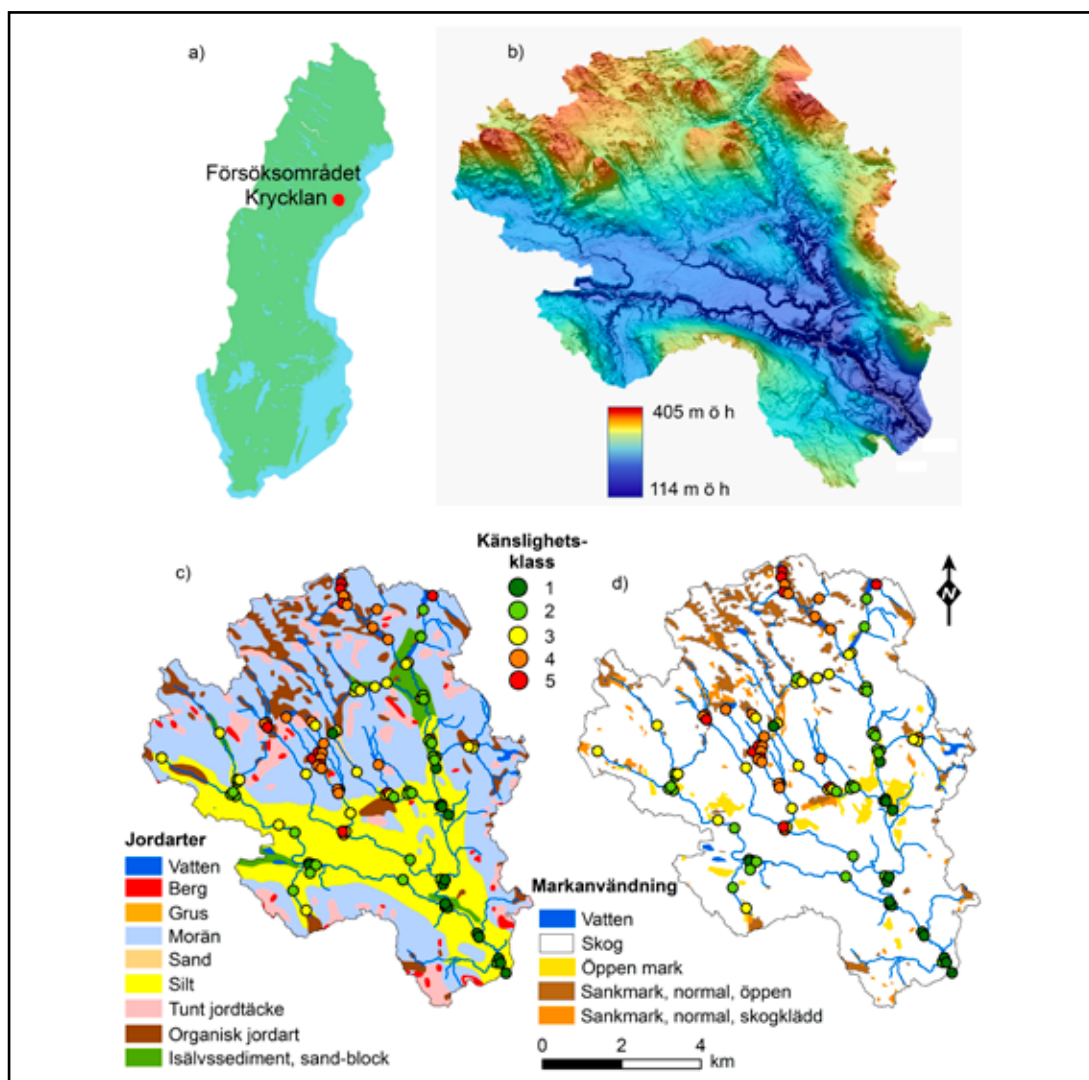 a)
Försöksområdet
Krycklan
b)
405 m ö h
114 m ö h
Känslighets-
klass
1
2
3
4
5
c)
Jordarter
Vatten
Berg
Grus
Morän
Sand
Silt
Tunt jordtäcke
Organisk jordart
Isälvssediment, sand-block
d)
N
Markanvändning
Vatten
Skog
Öppen mark
Sankmark, normal, öppen
Sankmark, normal, skogklädd
0 2 4
km